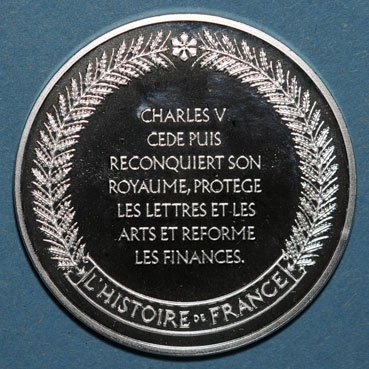 CHARLES V
CEDE PUIS
RECONQUIERT SON
ROYAUME, PROTEGE
LES LETTRES ET LES
ARTS ET REFORME
LES FINANCES.
L'HISTOIRE DE FRANCE